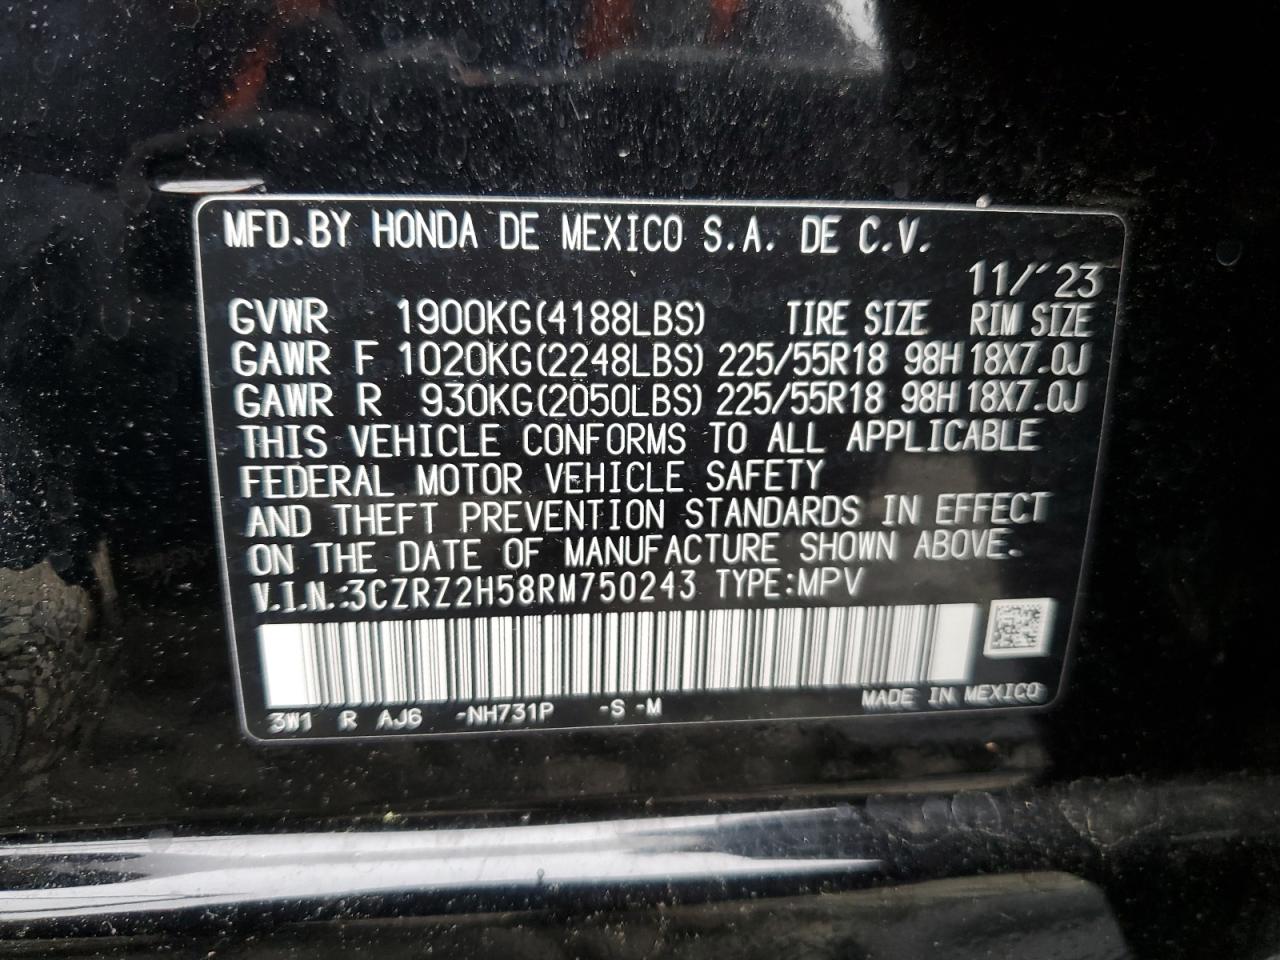 MFD.BY HONDA DE MEXICO S.A. DE C.V.
11/'23
GVWR 1900KG(4188LBS) TIRE SIZE RIM SIZE
GAWR F 1020KG(2248LBS) 225/55R18 98H 18X7.0J
GAWR R 930KG(2050LBS) 225/55R18 98H 18X7.0J
THIS VEHICLE CONFORMS TO ALL APPLICABLE
FEDERAL MOTOR VEHICLE SAFETY
AND THEFT PREVENTION STANDARDS IN EFFECT
ON THE DATE OF MANUFACTURE SHOWN ABOVE.
V.I.N.:3CZRZ2H58RM750243 TYPE:MPV
3W1 R AJ6 -NH731P -S -M MADE IN MEXICO